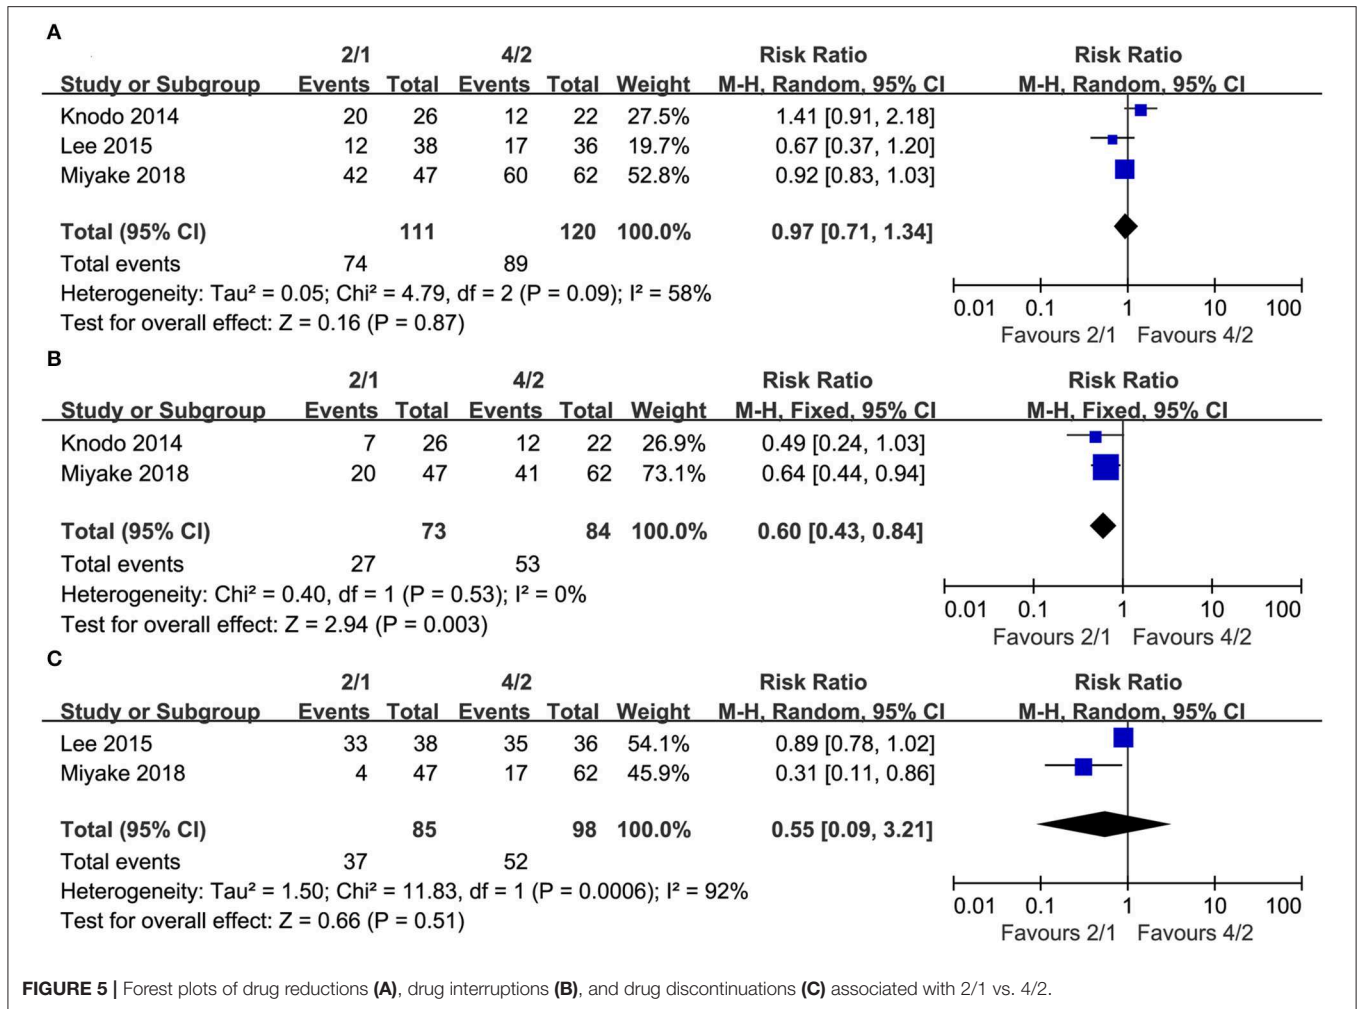 A
2/1 4/2 Risk Ratio Risk Ratio
Study or Subgroup Events Total Events Total Weight M-H, Random, 95% CI M-H, Random, 95% CI
Knodo 2014 20 26 12 22 27.5% 1.41 [0.91, 2.18]
Lee 2015 12 38 17 36 19.7% 0.67 [0.37, 1.20]
Miyake 2018 42 47 60 62 52.8% 0.92 [0.83, 1.03]
Total (95% CI) 111 120 100.0% 0.97 [0.71, 1.34]
Total events 74 89
Heterogeneity: Tau² = 0.05; Chi² = 4.79, df = 2 (P = 0.09); I² = 58%
Test for overall effect: Z = 0.16 (P = 0.87)
0.01 0.1 1 10 100
Favours 2/1 Favours 4/2
B
2/1 4/2 Risk Ratio Risk Ratio
Study or Subgroup Events Total Events Total Weight M-H, Fixed, 95% CI M-H, Fixed, 95% CI
Knodo 2014 7 26 12 22 26.9% 0.49 [0.24, 1.03]
Miyake 2018 20 47 41 62 73.1% 0.64 [0.44, 0.94]
Total (95% CI) 73 84 100.0% 0.60 [0.43, 0.84]
Total events 27 53
Heterogeneity: Chi² = 0.40, df = 1 (P = 0.53); I² = 0%
Test for overall effect: Z = 2.94 (P = 0.003)
0.01 0.1 1 10 100
Favours 2/1 Favours 4/2
C
2/1 4/2 Risk Ratio Risk Ratio
Study or Subgroup Events Total Events Total Weight M-H, Random, 95% CI M-H, Random, 95% CI
Lee 2015 33 38 35 36 54.1% 0.89 [0.78, 1.02]
Miyake 2018 4 47 17 62 45.9% 0.31 [0.11, 0.86]
Total (95% CI) 85 98 100.0% 0.55 [0.09, 3.21]
Total events 37 52
Heterogeneity: Tau² = 1.50; Chi² = 11.83, df = 1 (P = 0.0006); I² = 92%
Test for overall effect: Z = 0.66 (P = 0.51)
0.01 0.1 1 10 100
Favours 2/1 Favours 4/2
FIGURE 5 | Forest plots of drug reductions (A), drug interruptions (B), and drug discontinuations (C) associated with 2/1 vs. 4/2.